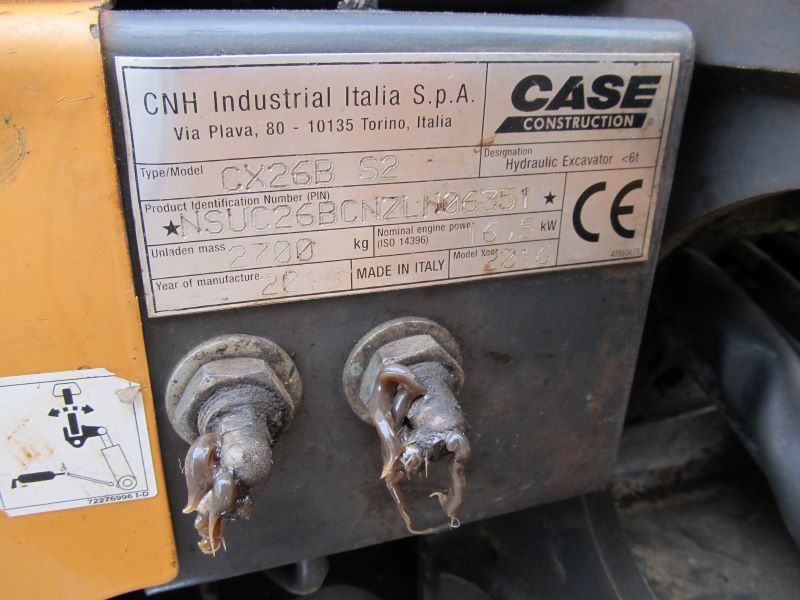 CNH Industrial Italia S.p.A.
Via Plava, 80 - 10135 Torino, Italia
CASE
CONSTRUCTION
Type/Model CX26B S2
Designation
Hydraulic Excavator <6t
Product Identification Number (PIN)
★NSUC26BCNZLN06351★
Unladen mass 2700 kg
Nominal engine power (ISO 14396) 16,5 kW
CE
Year of manufacture 2016
MADE IN ITALY
Model Year 2016
47955675
72276996 I-D